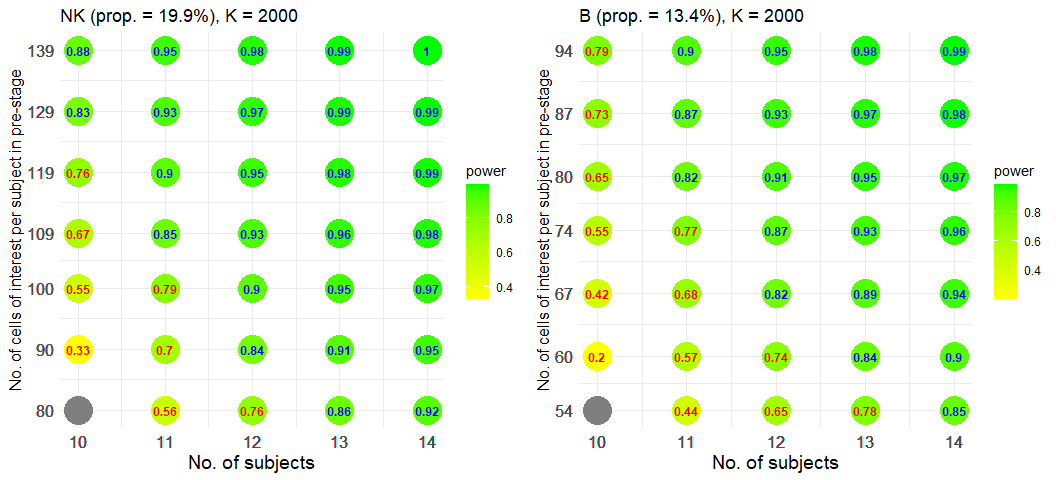 NK (prop. = 19.9%), K = 2000
No. of cells of interest per subject in pre-stage
139 0.88 0.95 0.98 0.99 1
129 0.83 0.93 0.97 0.99 0.99
119 0.76 0.9 0.95 0.98 0.99
109 0.67 0.85 0.93 0.96 0.98
100 0.55 0.79 0.9 0.95 0.97
90 0.33 0.7 0.84 0.91 0.95
80 0.56 0.76 0.86 0.92
10 11 12 13 14
No. of subjects
power
0.8
0.6
0.4
B (prop. = 13.4%), K = 2000
No. of cells of interest per subject in pre-stage
94 0.79 0.9 0.95 0.98 0.99
87 0.73 0.87 0.93 0.97 0.98
80 0.65 0.82 0.91 0.95 0.97
74 0.55 0.77 0.87 0.93 0.96
67 0.42 0.68 0.82 0.89 0.94
60 0.2 0.57 0.74 0.84 0.9
54 0.44 0.65 0.78 0.85
10 11 12 13 14
No. of subjects
power
0.8
0.6
0.4